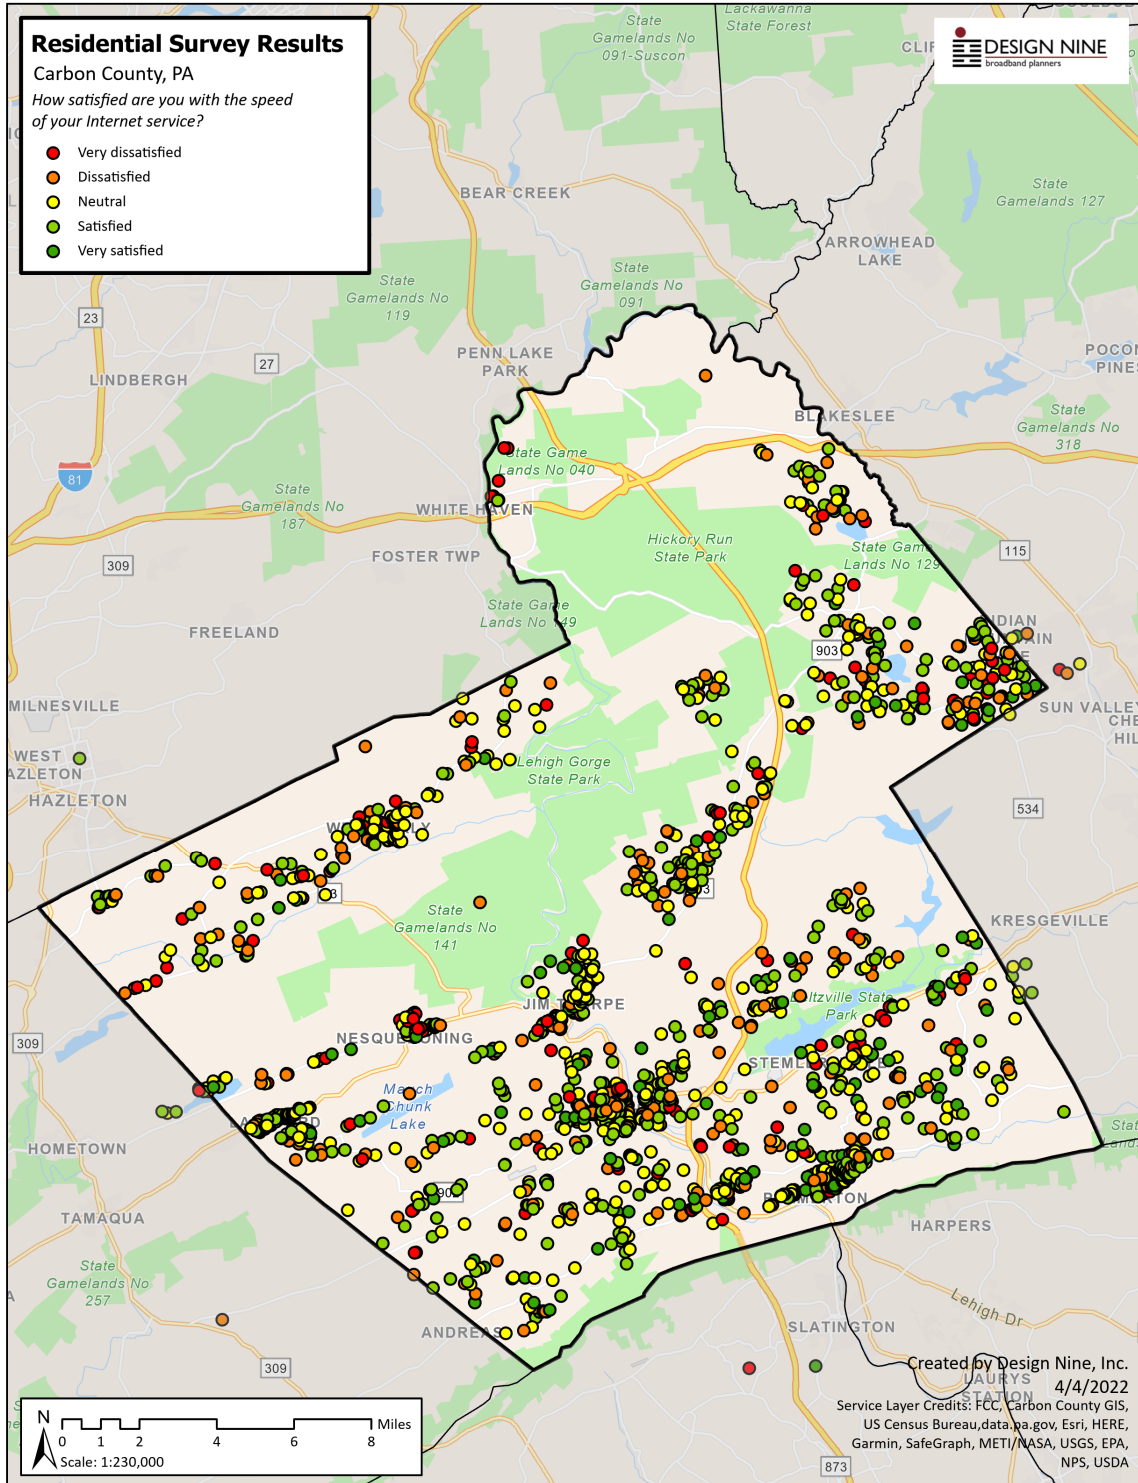 Residential Survey Results
Carbon County, PA
How satisfied are you with the speed
of your Internet service?
Very dissatisfied
Dissatisfied
Neutral
Satisfied
Very satisfied
DESIGN NINE
broadband planners
Lackawanna
State Forest
State
Gamelands No
091-Suscon
State
Gamelands 127
BEAR CREEK
ARROWHEAD
LAKE
State
Gamelands No
091
State
Gamelands No
119
23
27
LINDBERGH
PENN LAKE
PARK
BLAKESLEE
State
Gamelands No
318
State Game
Lands No 040
81
State
Gamelands No
187
WHITE HAVEN
Hickory Run
State Park
State Game
Lands No 129
115
FOSTER TWP
309
State Game
FREELAND
903
MILNESVILLE
SUN VALLEY
WEST
HAZLETON
Lehigh Gorge
State Park
534
State
Gamelands No
141
KRESGEVILLE
JIM THORPE
Beltzville State
Park
309
NESQUEHONING
Mauch
Chunk
Lake
HOMETOWN
TAMAQUA
HARPERS
State
Gamelands No
257
Lehigh Dr
ANDREAS
SLATINGTON
309
LAURYS
STATION
873
Created by Design Nine, Inc.
4/4/2022
Service Layer Credits: FCC, Carbon County GIS,
US Census Bureau,data.pa.gov, Esri, HERE,
Garmin, SafeGraph, METI/NASA, USGS, EPA,
NPS, USDA
N
0 1 2 4 6 8 Miles
Scale: 1:230,000